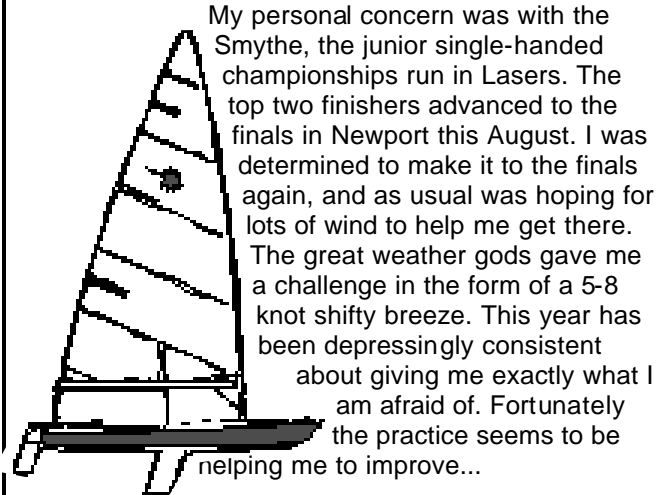 My personal concern was with the
Smythe, the junior single-handed
championships run in Lasers. The
top two finishers advanced to the
finals in Newport this August. I was
determined to make it to the finals
again, and as usual was hoping for
lots of wind to help me get there.
The great weather gods gave me
a challenge in the form of a 5-8
knot shifty breeze. This year has
been depressingly consistent
about giving me exactly what I
am afraid of. Fortunately
the practice seems to be
helping me to improve...